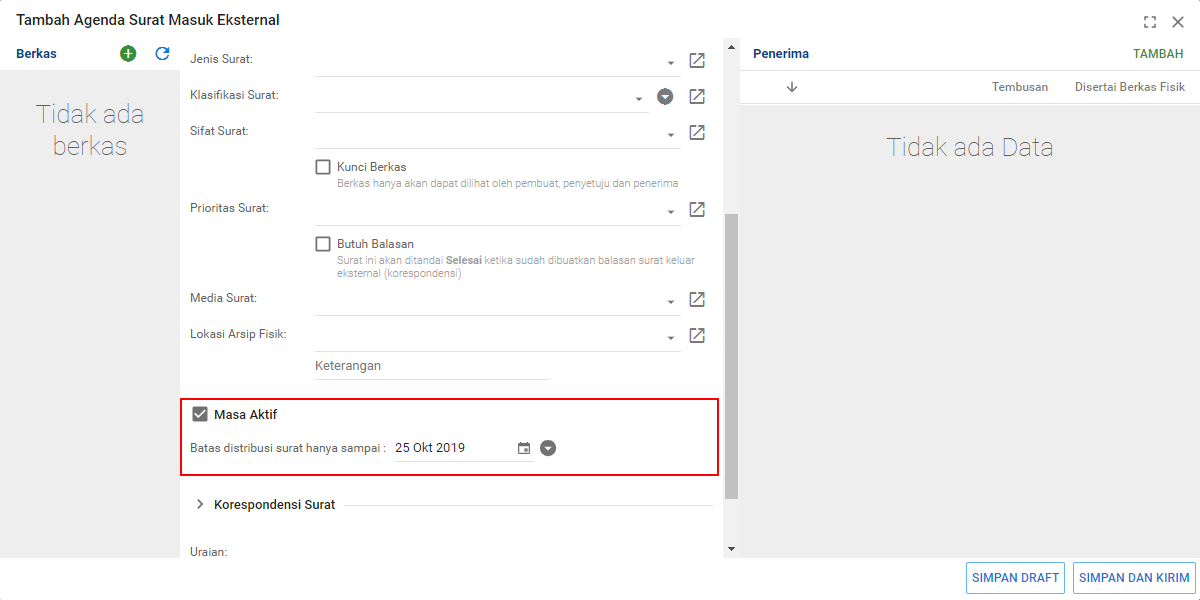 Tambah Agenda Surat Masuk Eksternal
Berkas
Tidak ada
berkas
Jenis Surat:
Klasifikasi Surat:
Sifat Surat:
Kunci Berkas
Berkas hanya akan dapat dilihat oleh pembuat, penyetuju dan penerima
Prioritas Surat:
Butuh Balasan
Surat ini akan ditandai Selesai ketika sudah dibuatkan balasan surat keluar
eksternal (korespondensi)
Media Surat:
Lokasi Arsip Fisik:
Keterangan
Masa Aktif
Batas distribusi surat hanya sampai : 25 Okt 2019
Korespondensi Surat
Uraian:
Penerima TAMBAH
Tembusan Disertai Berkas Fisik
Tidak ada Data
SIMPAN DRAFT SIMPAN DAN KIRIM